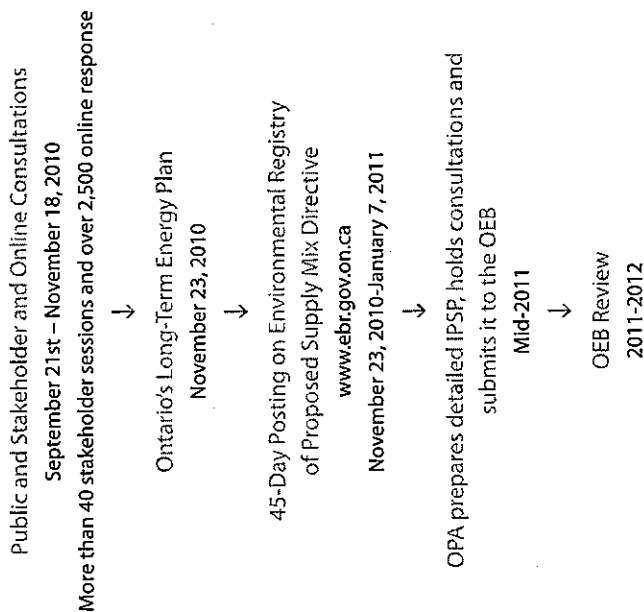 Public and Stakeholder and Online Consultations
September 21st – November 18, 2010
More than 40 stakeholder sessions and over 2,500 online response
↓
Ontario's Long-Term Energy Plan
November 23, 2010
↓
45-Day Posting on Environmental Registry
of Proposed Supply Mix Directive
www.ebr.gov.on.ca
November 23, 2010-January 7, 2011
↓
OPA prepares detailed IPSP, holds consultations and
submits it to the OEB
Mid-2011
↓
OEB Review
2011-2012